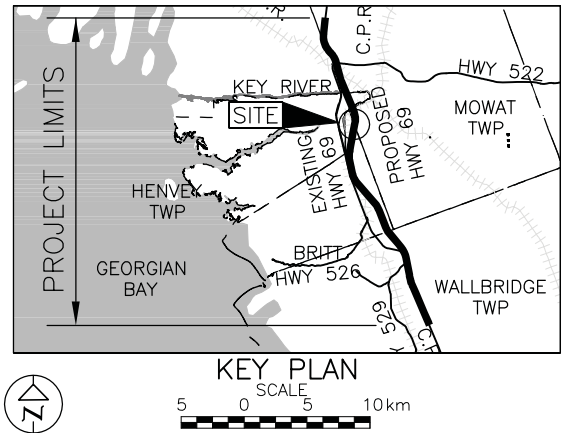 C.P.R.
.R.
HWY 522
KEY RIVER
SITE
MOWAT
TWP
PROJECT LIMITS
EXISTING
HWY 69
PROPOSED
HWY 69
HENVEY
TWP
BRITT
HWY 526
GEORGIAN
BAY
WALLBRIDGE
TWP
Y 529
KEY PLAN
SCALE
5 0 5 10km
N